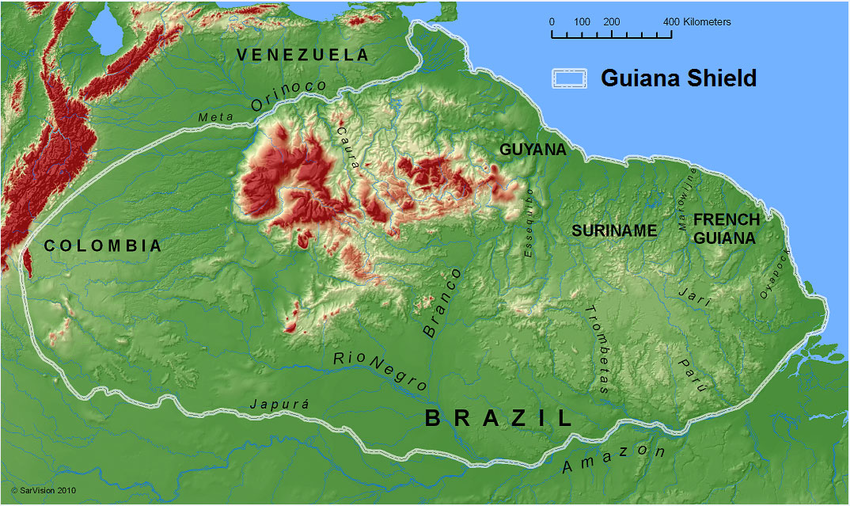 0 100 200 400 Kilometers
Guiana Shield
VENEZUELA
Orinoco
Meta
Caura
GUYANA
Essequibo
SURINAME
Marowijne
FRENCH
GUIANA
Oyapock
COLOMBIA
Branco
Jari
Trombetas
Rio Negro
Parú
Japurá
BRAZIL
Amazon
© SarVision 2010